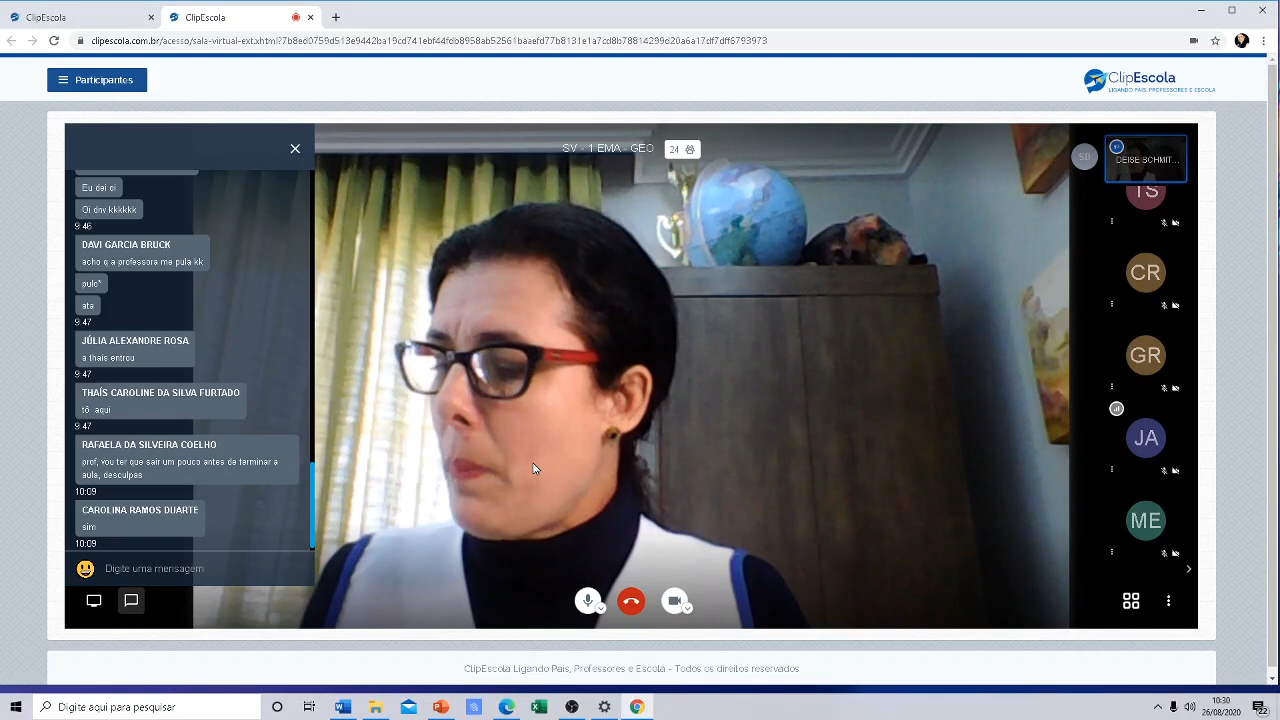 ClipEscola
ClipEscola
clipescola.com.br/acesso/sala-virtual-ext.xhtml?7b8ed0759d513e9442ba19cd741ebf44fdb8958ab52561baaefd77b8131e1a7cd8b78814299d20a6a17df7dff6793973
Participantes
ClipEscola
LIGANDO PAIS, PROFESSORES E ESCOLA
SV - 1 EMA - GEO 24
SD
DEISE SCHMIT...
Eu dei oi
Oi dnv kkkkkk
9:46
DAVI GARCIA BRUCK
acho q a professora me pula kk
pulo*
ata
9:47
JÚLIA ALEXANDRE ROSA
a thaís entrou
9:47
THAÍS CAROLINE DA SILVA FURTADO
tô aqui
9:47
RAFAELA DA SILVEIRA COELHO
prof, vou ter que sair um pouco antes de terminar a
aula, desculpas
10:09
CAROLINA RAMOS DUARTE
sim
10:09
Digite uma mensagem
TS
CR
GR
JA
ME
ClipEscola Ligando Pais, Professores e Escola - Todos os direitos reservados
Digite aqui para pesquisar
10:30
26/08/2020
22